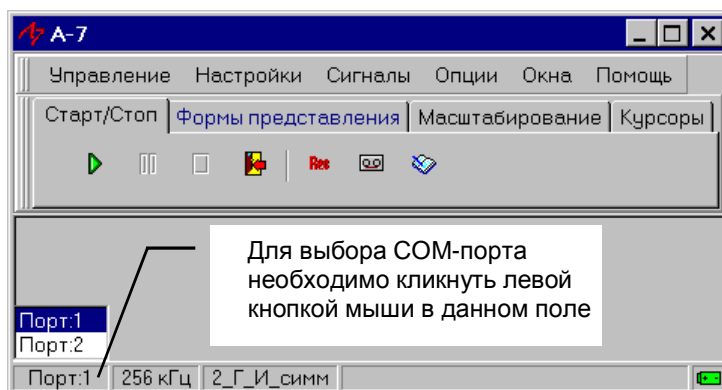 А-7
Управление Настройки Сигналы Опции Окна Помощь
Старт/Стоп Формы представления Масштабирование Курсоры
Rec
Для выбора COM-порта
необходимо кликнуть левой
кнопкой мыши в данном поле
Порт:1
Порт:2
Порт:1 256 кГц 2_Г_И_симм